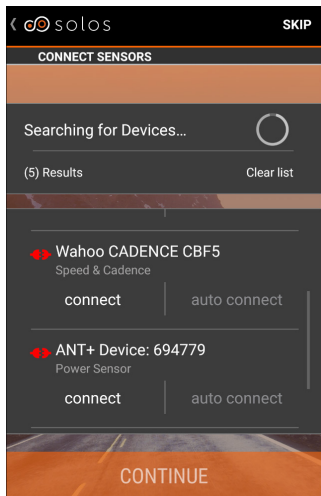 solos
SKIP
CONNECT SENSORS
Searching for Devices...
(5) Results
Clear list
Wahoo CADENCE CBF5
Speed & Cadence
connect
auto connect
ANT+ Device: 694779
Power Sensor
connect
auto connect
CONTINUE